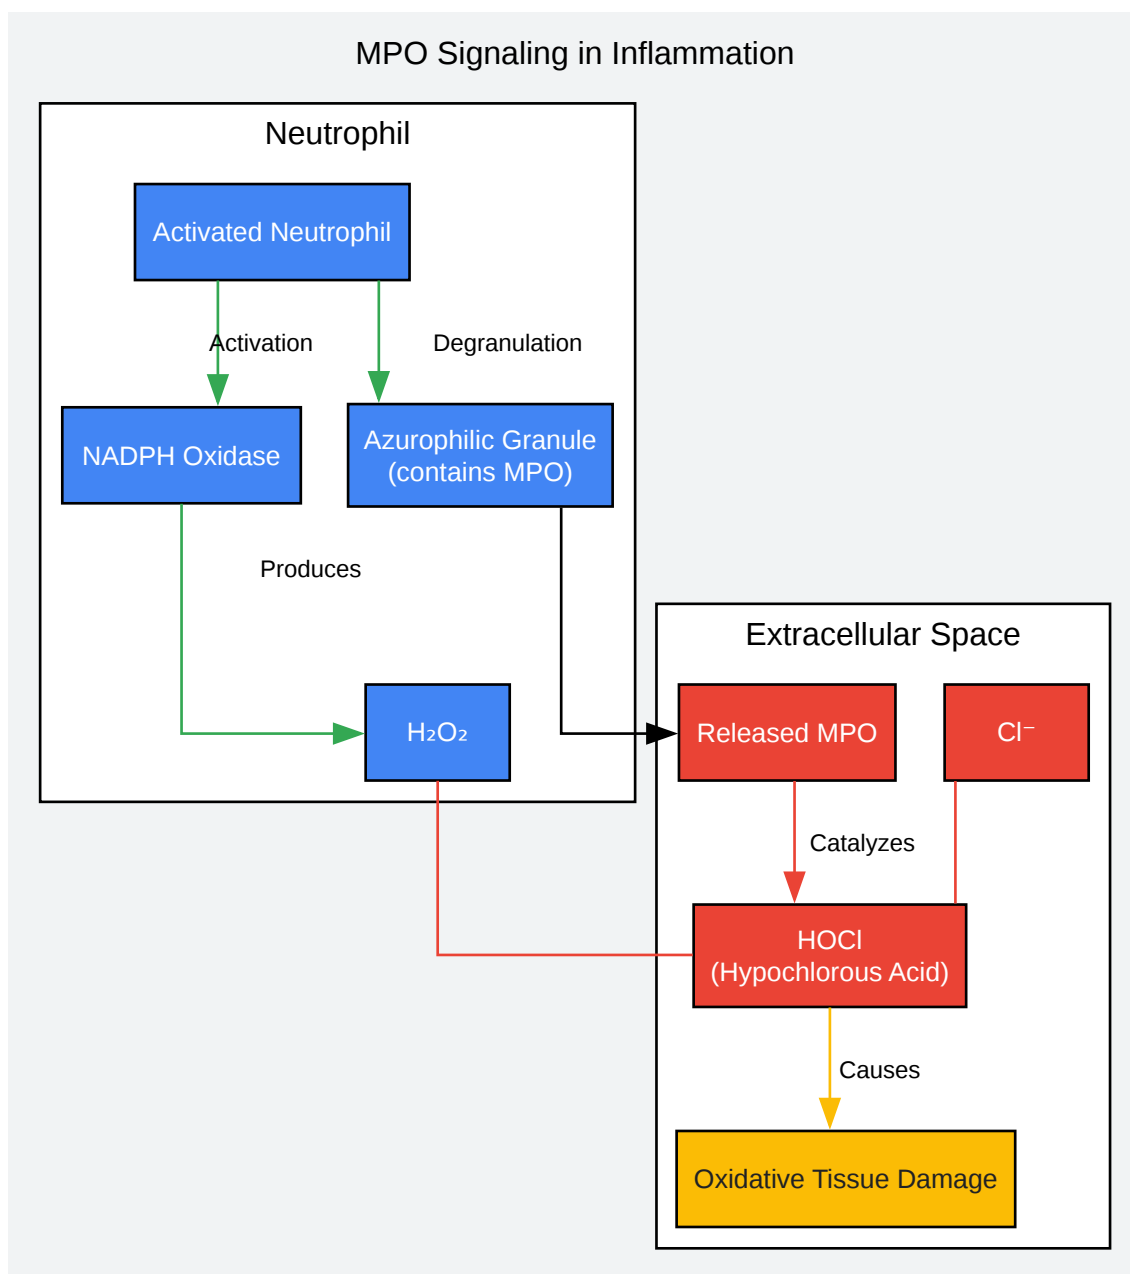 MPO Signaling in Inflammation
Neutrophil
Activated Neutrophil
Activation
Degranulation
NADPH Oxidase
Azurophilic Granule
(contains MPO)
Produces
Extracellular Space
H₂O₂
Released MPO
Cl⁻
Catalyzes
HOCl
(Hypochlorous Acid)
Causes
Oxidative Tissue Damage